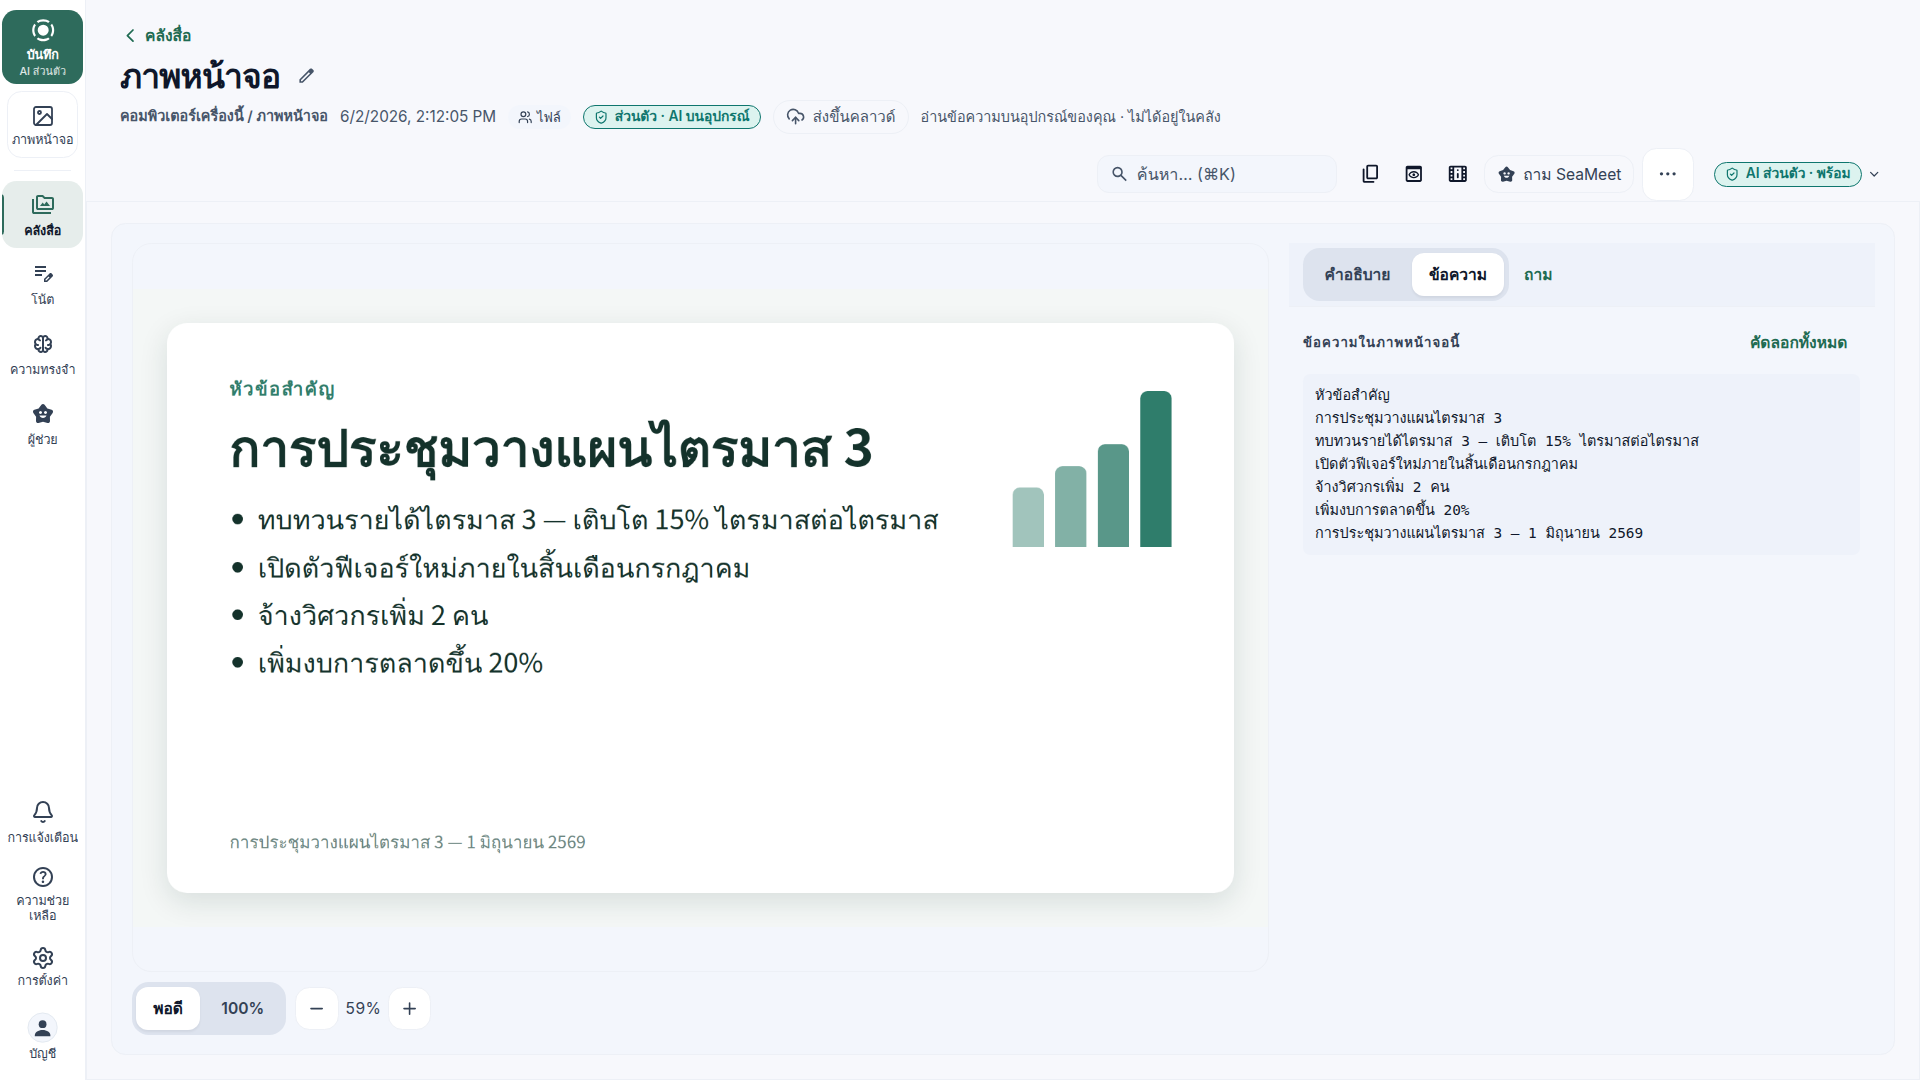 บันทึก
AI ส่วนตัว
ภาพหน้าจอ
คลังสื่อ
โน้ต
ความทรงจำ
ผู้ช่วย
การแจ้งเตือน
ความช่วย
เหลือ
การตั้งค่า
บัญชี
คลังสื่อ
ภาพหน้าจอ
คอมพิวเตอร์เครื่องนี้ / ภาพหน้าจอ 6/2/2026, 2:12:05 PM ไฟล์ ส่วนตัว · AI บนอุปกรณ์ ส่งขึ้นคลาวด์ อ่านข้อความบนอุปกรณ์ของคุณ · ไม่ได้อยู่ในคลัง
ค้นหา... (⌘K) ถาม SeaMeet AI ส่วนตัว · พร้อม
หัวข้อสำคัญ
การประชุมวางแผนไตรมาส 3
• ทบทวนรายได้ไตรมาส 3 — เติบโต 15% ไตรมาสต่อไตรมาส
• เปิดตัวฟีเจอร์ใหม่ภายในสิ้นเดือนกรกฎาคม
• จ้างวิศวกรเพิ่ม 2 คน
• เพิ่มงบการตลาดขึ้น 20%
การประชุมวางแผนไตรมาส 3 — 1 มิถุนายน 2569
พอดี 100% 59%
คำอธิบาย ข้อความ ถาม
ข้อความในภาพหน้าจอนี้ คัดลอกทั้งหมด
หัวข้อสำคัญ
การประชุมวางแผนไตรมาส 3
ทบทวนรายได้ไตรมาส 3 — เติบโต 15% ไตรมาสต่อไตรมาส
เปิดตัวฟีเจอร์ใหม่ภายในสิ้นเดือนกรกฎาคม
จ้างวิศวกรเพิ่ม 2 คน
เพิ่มงบการตลาดขึ้น 20%
การประชุมวางแผนไตรมาส 3 — 1 มิถุนายน 2569